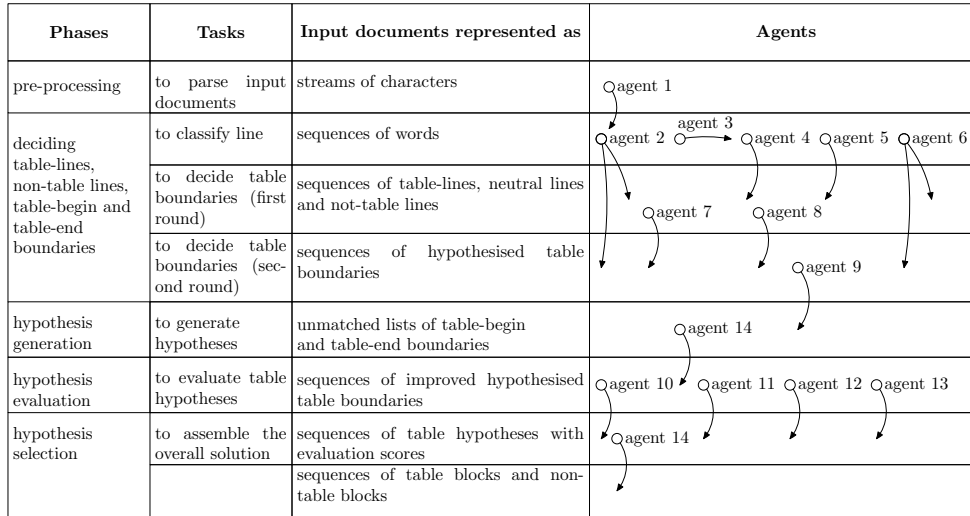 Phases Tasks Input documents represented as Agents
pre-processing
to parse input
documents
streams of characters
agent 1
deciding
table-lines,
non-table lines,
table-begin and
table-end
boundaries
to classify line
sequences of words
agent 2 agent 3 agent 4 agent 5 agent 6
to decide table
boundaries (first
round)
sequences of table-lines, neutral lines
and not-table lines
agent 7 agent 8
to decide table
boundaries (sec-
ond round)
sequences of hypothesised table
boundaries
agent 9
hypothesis
generation
to generate
hypotheses
unmatched lists of table-begin
and table-end boundaries
agent 14
hypothesis
evaluation
to evaluate table
hypotheses
sequences of improved hypothesised
table boundaries
agent 10 agent 11 agent 12 agent 13
hypothesis
selection
to assemble the
overall solution
sequences of table hypotheses with
evaluation scores
agent 14
sequences of table blocks and non-
table blocks